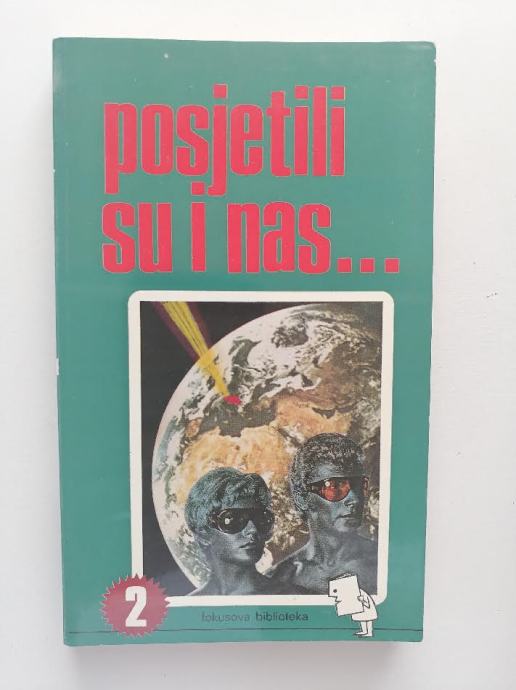 posjetili
su i nas...
2
fokusova biblioteka